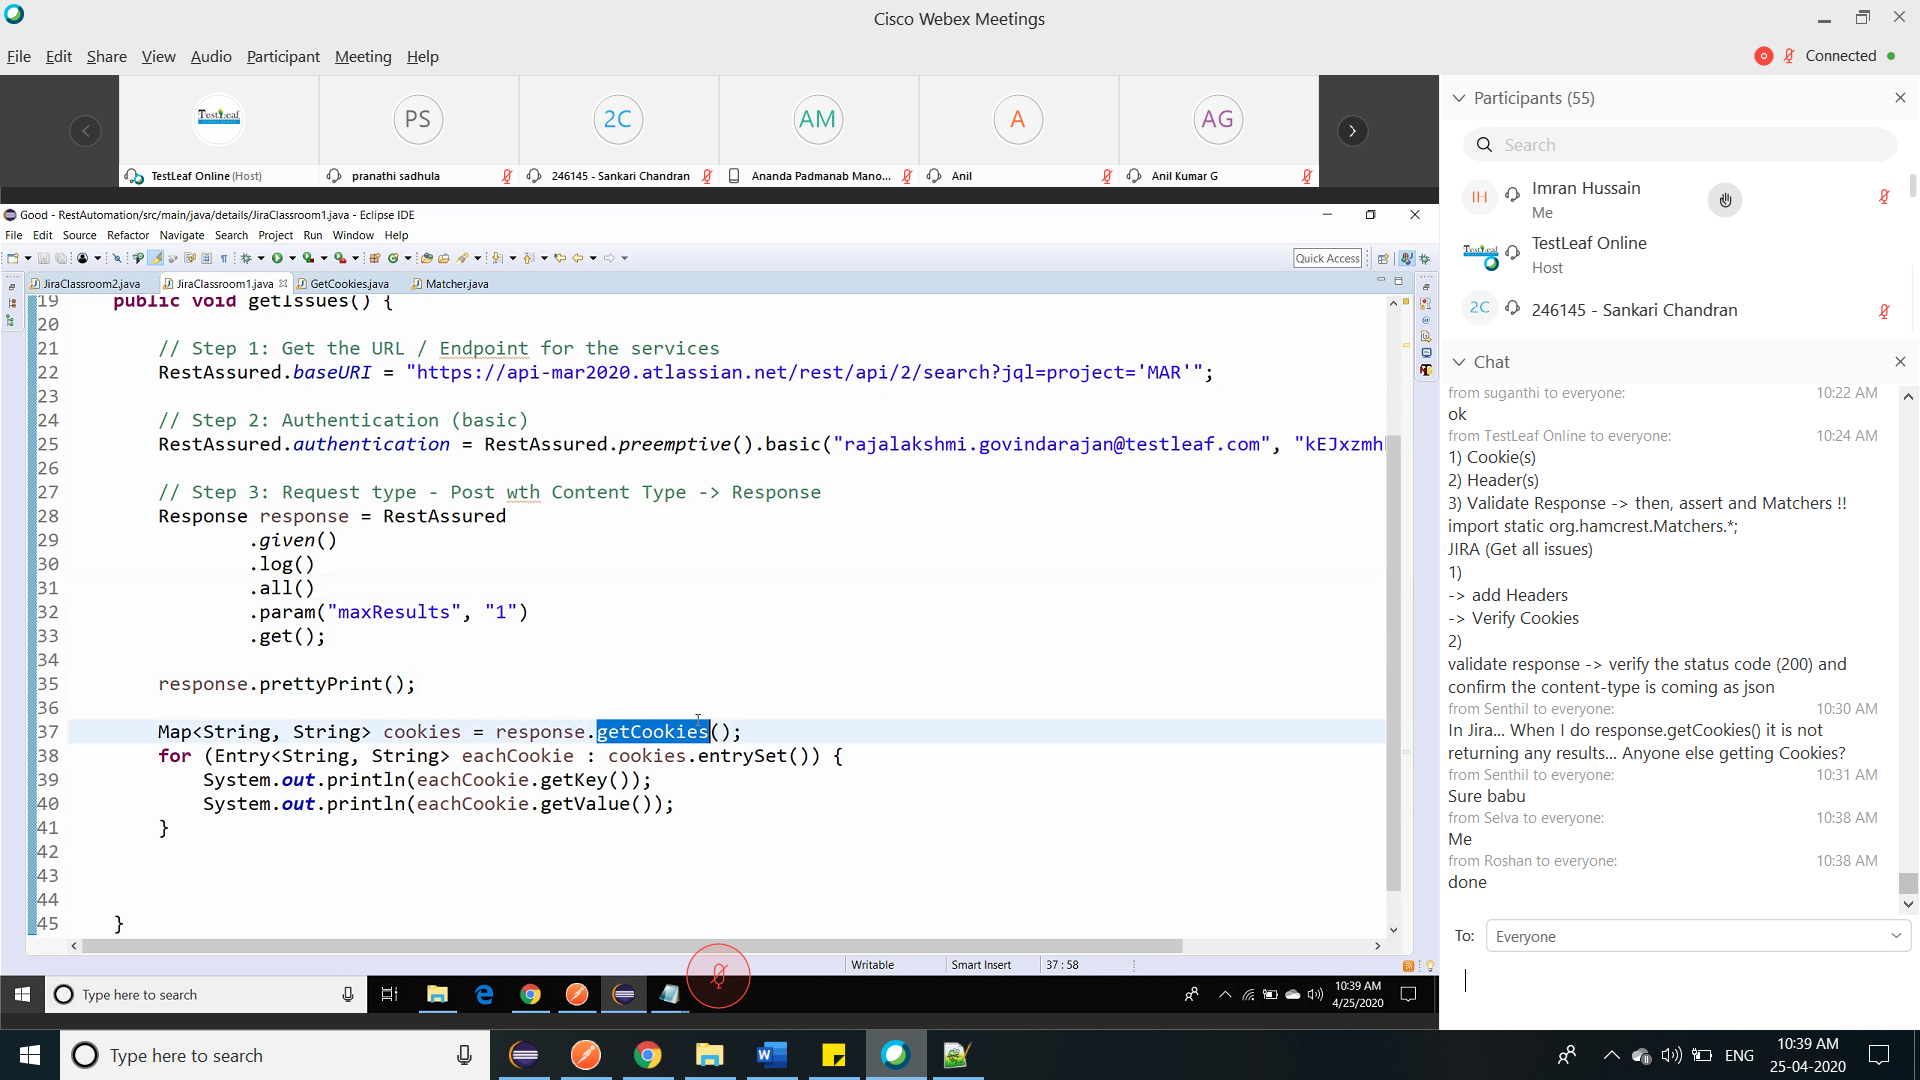 Cisco Webex Meetings
File Edit Share View Audio Participant Meeting Help
Connected
TestLeaf
PS
2C
AM
A
AG
TestLeaf Online (Host)
pranathi sadhula
246145 - Sankari Chandran
Ananda Padmanab Mano...
Anil
Anil Kumar G
Good - RestAutomation/src/main/java/details/JiraClassroom1.java - Eclipse IDE
File Edit Source Refactor Navigate Search Project Run Window Help
Quick Access
JiraClassroom2.java JiraClassroom1.java GetCookies.java Matcher.java
19 public void getIssues() {
20
21 // Step 1: Get the URL / Endpoint for the services
22 RestAssured.baseURI = "https://api-mar2020.atlassian.net/rest/api/2/search?jql=project='MAR'";
23
24 // Step 2: Authentication (basic)
25 RestAssured.authentication = RestAssured.preemptive().basic("rajalakshmi.govindarajan@testleaf.com", "kEJxzmh
26
27 // Step 3: Request type - Post wth Content Type -> Response
28 Response response = RestAssured
29 .given()
30 .log()
31 .all()
32 .param("maxResults", "1")
33 .get();
34
35 response.prettyPrint();
36
37 Map<String, String> cookies = response.getCookies();
38 for (Entry<String, String> eachCookie : cookies.entrySet()) {
39 System.out.println(eachCookie.getKey());
40 System.out.println(eachCookie.getValue());
41 }
42
43
44
45 }
Writable
Smart Insert
37 : 58
Type here to search
10:39 AM
4/25/2020
Participants (55)
Search
IH
Imran Hussain
Me
TestLeaf
TestLeaf Online
Host
2C
246145 - Sankari Chandran
Chat
from suganthi to everyone: 10:22 AM
ok
from TestLeaf Online to everyone: 10:24 AM
1) Cookie(s)
2) Header(s)
3) Validate Response -> then, assert and Matchers !!
import static org.hamcrest.Matchers.*;
JIRA (Get all issues)
1)
-> add Headers
-> Verify Cookies
2)
validate response -> verify the status code (200) and
confirm the content-type is coming as json
from Senthil to everyone: 10:30 AM
In Jira... When I do response.getCookies() it is not
returning any results... Anyone else getting Cookies?
from Senthil to everyone: 10:31 AM
Sure babu
from Selva to everyone: 10:38 AM
Me
from Roshan to everyone: 10:38 AM
done
To: Everyone
Type here to search
ENG
10:39 AM
25-04-2020